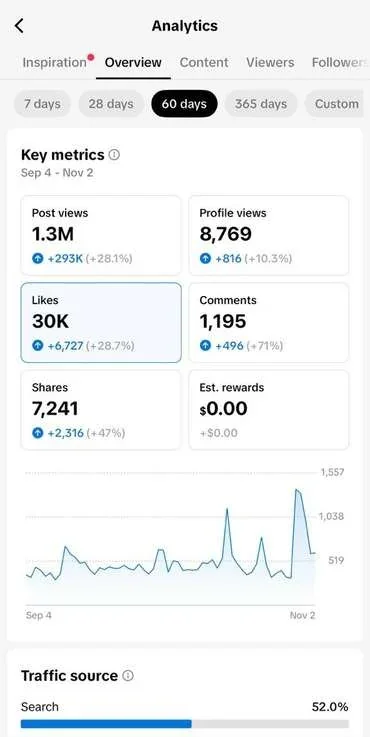 Analytics
Inspiration Overview Content Viewers Followers
7 days 28 days 60 days 365 days Custom
Key metrics
Sep 4 - Nov 2
Post views
1.3M
+293K (+28.1%)
Profile views
8,769
+816 (+10.3%)
Likes
30K
+6,727 (+28.7%)
Comments
1,195
+496 (+71%)
Shares
7,241
+2,316 (+47%)
Est. rewards
$0.00
+$0.00
1,557
1,038
519
Sep 4 Nov 2
Traffic source
Search 52.0%